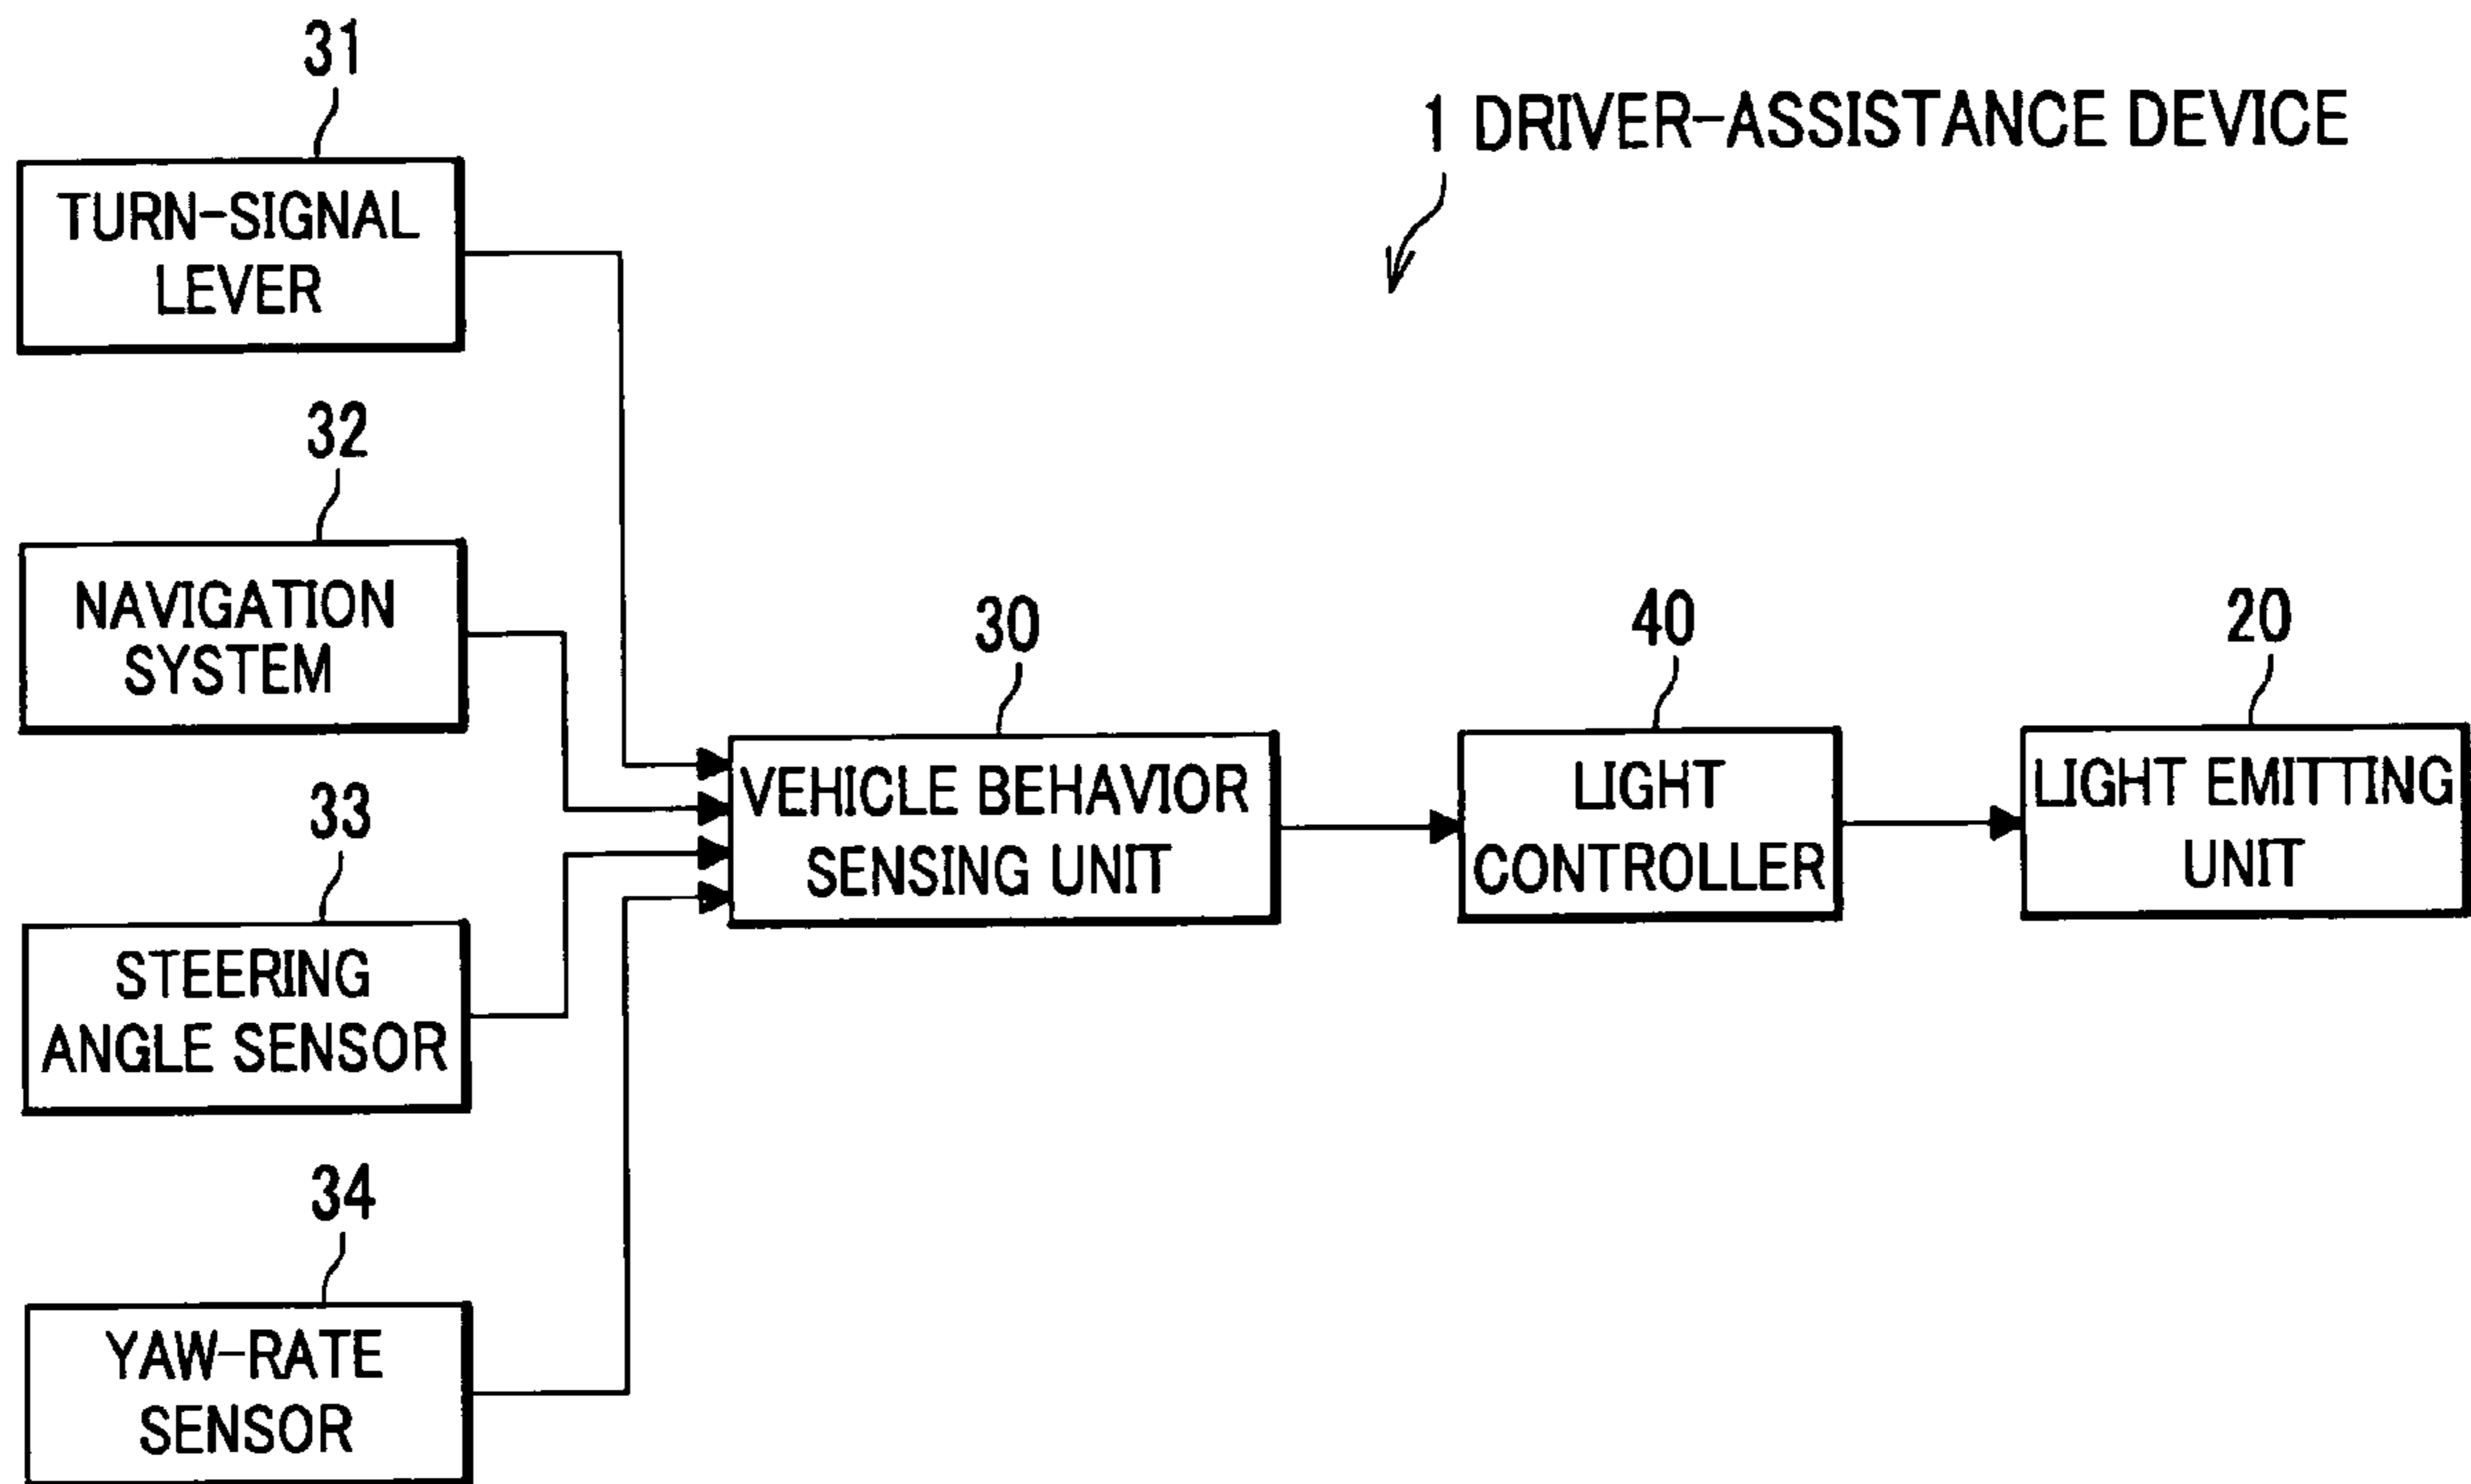 31
1 DRIVER-ASSISTANCE DEVICE
TURN-SIGNAL
LEVER
32
NAVIGATION
SYSTEM
30
40
20
33
VEHICLE BEHAVIOR
SENSING UNIT
LIGHT
CONTROLLER
LIGHT EMITTING
UNIT
STEERING
ANGLE SENSOR
34
YAW-RATE
SENSOR